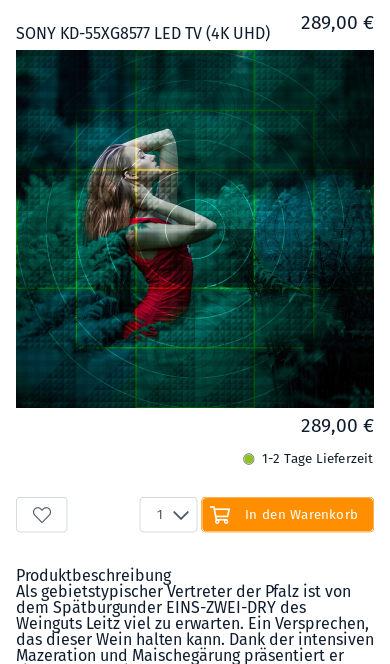 289,00 €
SONY KD-55XG8577 LED TV (4K UHD)
289,00 €
1-2 Tage Lieferzeit
1
In den Warenkorb
Produktbeschreibung
Als gebietstypischer Vertreter der Pfalz ist von
dem Spätburgunder EINS-ZWEI-DRY des
Weinguts Leitz viel zu erwarten. Ein Versprechen,
das dieser Wein halten kann. Dank der intensiven
Mazeration und Maischegärung präsentiert er